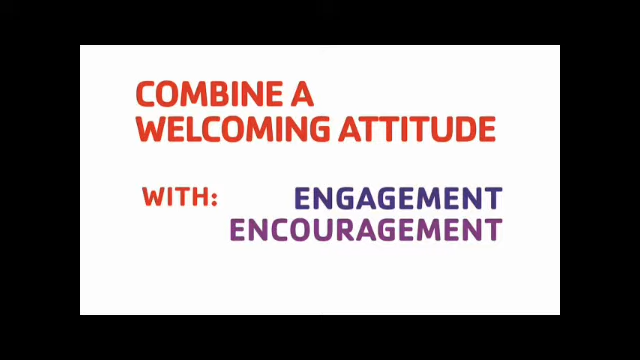 COMBINE A
WELCOMING ATTITUDE
WITH: ENGAGEMENT
ENCOURAGEMENT